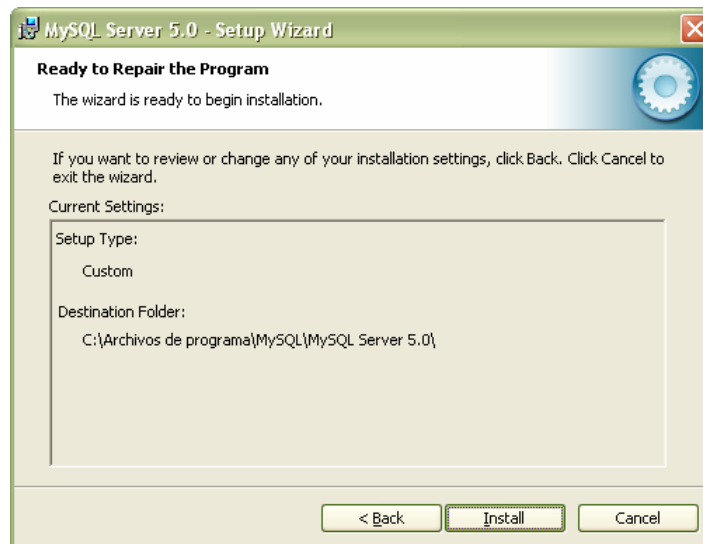 MySQL Server 5.0 - Setup Wizard
Ready to Repair the Program
The wizard is ready to begin installation.
If you want to review or change any of your installation settings, click Back. Click Cancel to
exit the wizard.
Current Settings:
Setup Type:
Custom
Destination Folder:
C:\Archivos de programa\MySQL\MySQL Server 5.0\
< Back
Install
Cancel